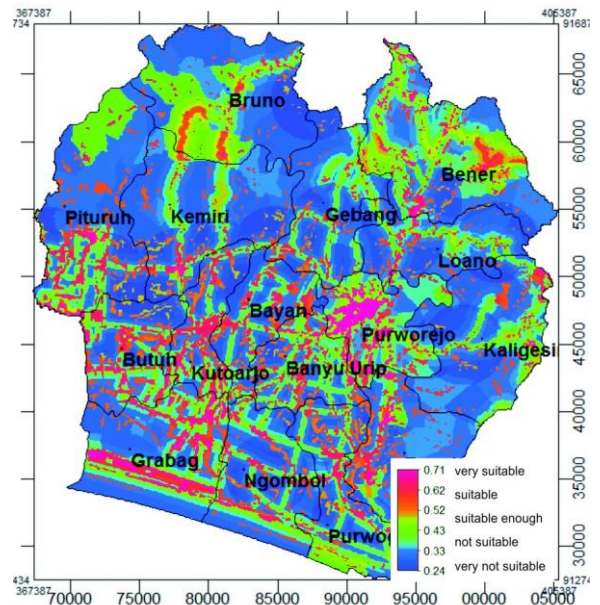 367387 405387
734 91687
65000
Bruno
60000
Bener
Pituruh Kemiri Gebang
55000
Loano
50000
Bayan
Purworejo
Kaligesi
45000
Butuh Kutoarjo Banyu Urip
40000
Grabag
Ngombol
35000
0.71 very suitable
0.62 suitable
0.52 suitable enough
0.43 not suitable
0.33 very not suitable
0.24
Purwo
30000
434 91274
367387 405387
70000 75000 80000 85000 90000 95000 00000 05000